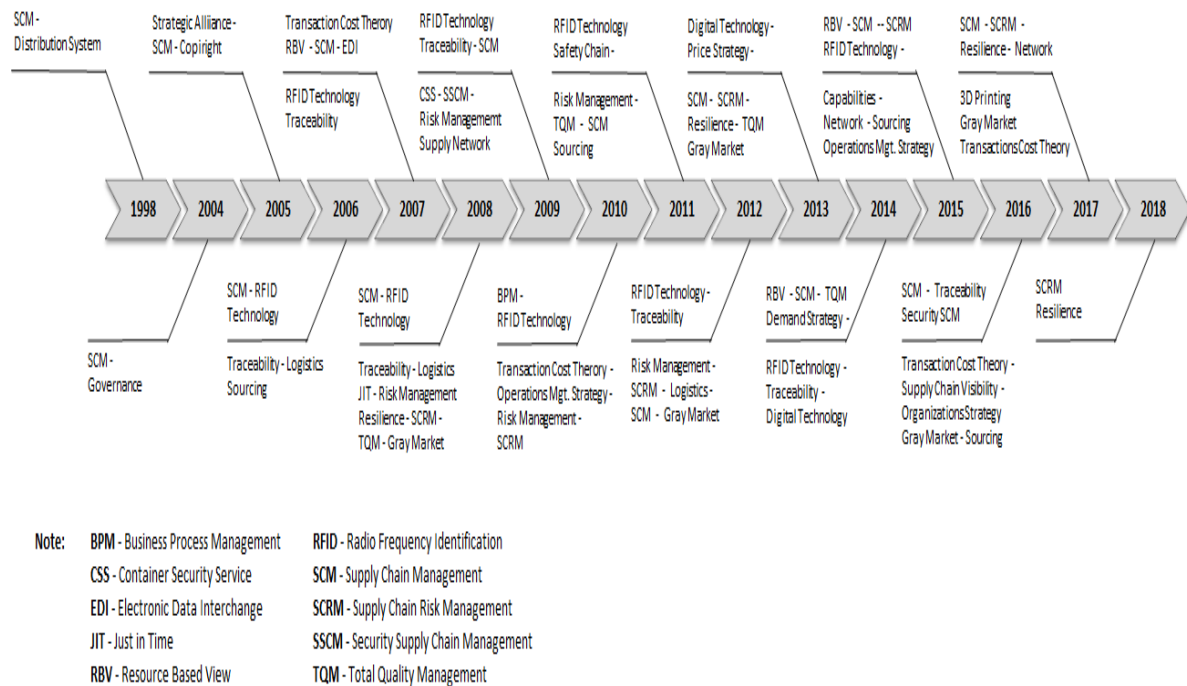 SCM -
Distribution System
Strategic Alliiance -
SCM - Copiright
Transaction Cost Therory
RBV - SCM - EDI
RFID Technology
Traceability
RFID Technology
Traceability - SCM
CSS - SSCM -
Risk Managememt
Supply Network
RFID Technology
Safety Chain -
Risk Management -
TQM - SCM
Sourcing
Digital Technology -
Price Strategy -
SCM - SCRM -
Resilience - TQM
Gray Market
RBV - SCM -- SCRM
RFID Technology -
Capabilities -
Network - Sourcing
Operations Mgt. Strategy
SCM - SCRM -
Resilience - Network
3D Printing
Gray Market
Transactions Cost Theory
1998
2004
2005
2006
2007
2008
2009
2010
2011
2012
2013
2014
2015
2016
2017
2018
SCM -
Governance
SCM - RFID
Technology
Traceability - Logistics
Sourcing
SCM - RFID
Technology
Traceability - Logistics
JIT - Risk Management
Resilience - SCRM -
TQM - Gray Market
BPM -
RFID Technology
Transaction Cost Therory -
Operations Mgt. Strategy -
Risk Management -
SCRM
RFID Technology -
Traceability
Risk Management -
SCRM - Logistics -
SCM - Gray Market
RBV - SCM - TQM
Demand Strategy -
RFID Technology -
Traceability -
Digital Technology
SCM - Traceability
Security SCM
Transaction Cost Theory -
Supply Chain Visibility -
Organizations Strategy
Gray Market - Sourcing
SCRM
Resilience
Note:
BPM - Business Process Management
CSS - Container Security Service
EDI - Electronic Data Interchange
JIT - Just in Time
RBV - Resource Based View
RFID - Radio Frequency Identification
SCM - Supply Chain Management
SCRM - Supply Chain Risk Management
SSCM - Security Supply Chain Management
TQM - Total Quality Management